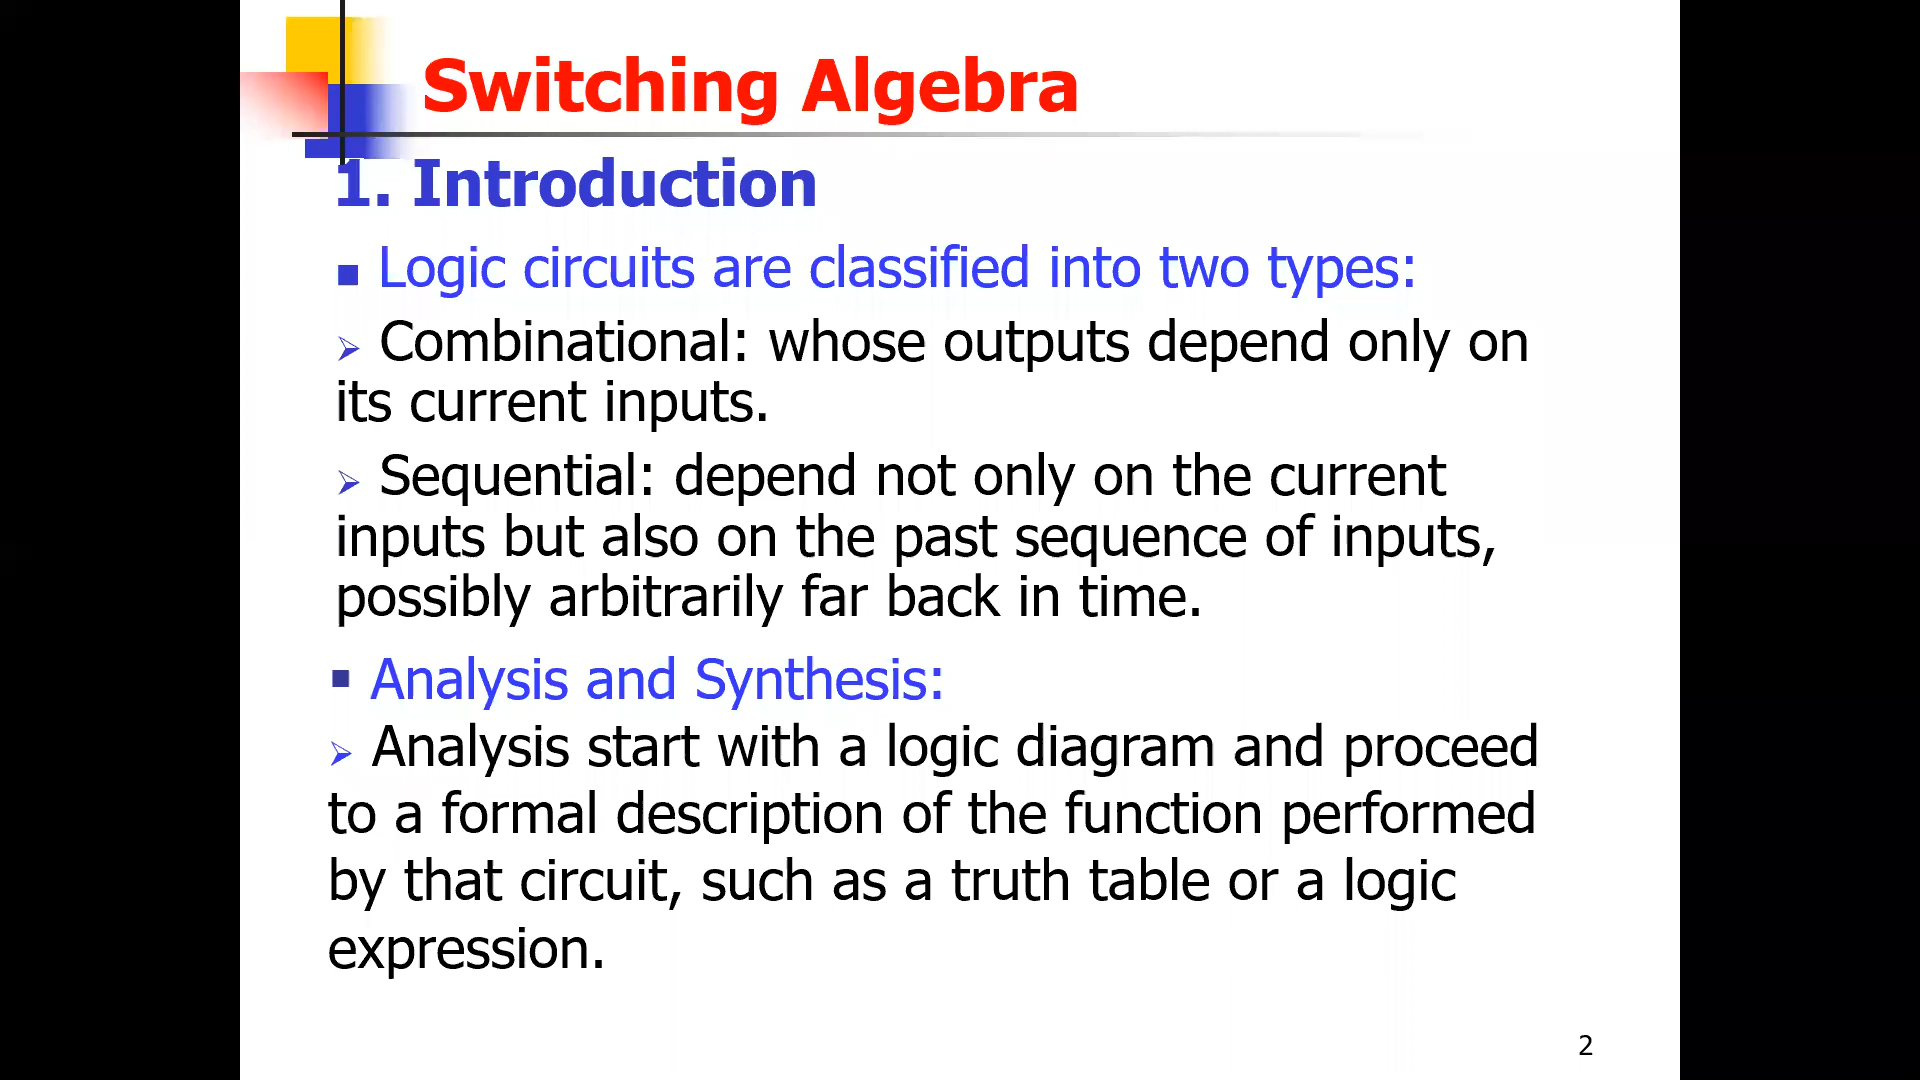 Switching Algebra
1. Introduction
■ Logic circuits are classified into two types:
➢ Combinational: whose outputs depend only on
its current inputs.
➢ Sequential: depend not only on the current
inputs but also on the past sequence of inputs,
possibly arbitrarily far back in time.
▪ Analysis and Synthesis:
➢ Analysis start with a logic diagram and proceed
to a formal description of the function performed
by that circuit, such as a truth table or a logic
expression.
2